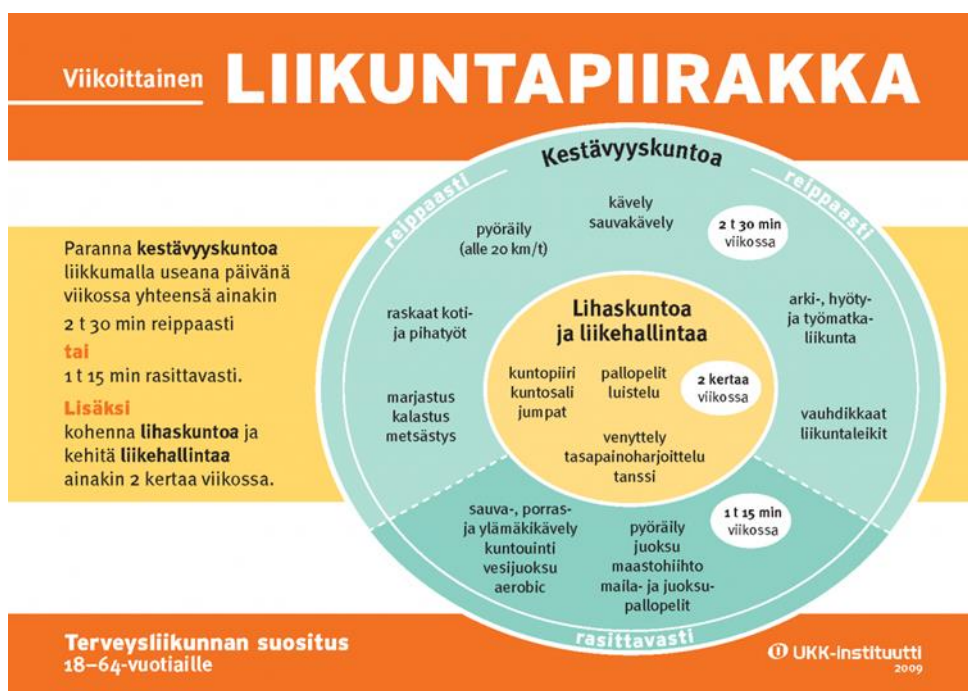 Viikoittainen LIIKUNTAPIIRAKKA
Paranna kestävyyskuntoa
liikkumalla useana päivänä
viikossa yhteensä ainakin
2 t 30 min reippaasti
tai
1 t 15 min rasittavasti.
Lisäksi
kohenna lihaskuntoa ja
kehitä liikehallintaa
ainakin 2 kertaa viikossa.
Kestävyyskuntoa
reippaasti
reippaasti
kävely
sauvakävely
2 t 30 min
viikossa
pyöräily
(alle 20 km/t)
raskaat koti-
ja pihatyöt
marjastus
kalastus
metsästys
arki-, hyöty-
ja työmatka-
liikunta
vauhdikkaat
liikuntaleikit
Lihaskuntoa
ja liikehallintaa
kuntopiiri
kuntosali
jumpat
pallopelit
luistelu
2 kertaa
viikossa
venyttely
tasapainoharjoittelu
tanssi
sauva-, porras-
ja ylämäkikävely
kuntouinti
vesijuoksu
aerobic
pyöräily
juoksu
maastohiihto
maila- ja juoksu-
pallopelit
1 t 15 min
viikossa
rasittavasti
Terveysliikunnan suositus
18–64-vuotiaille
UKK-instituutti
2009